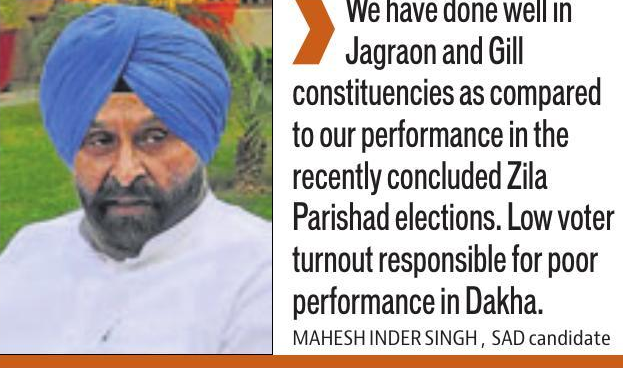 We have done well in
Jagraon and Gill
constituencies as compared
to our performance in the
recently concluded Zila
Parishad elections. Low voter
turnout responsible for poor
performance in Dakha.
MAHESH INDER SINGH , SAD candidate